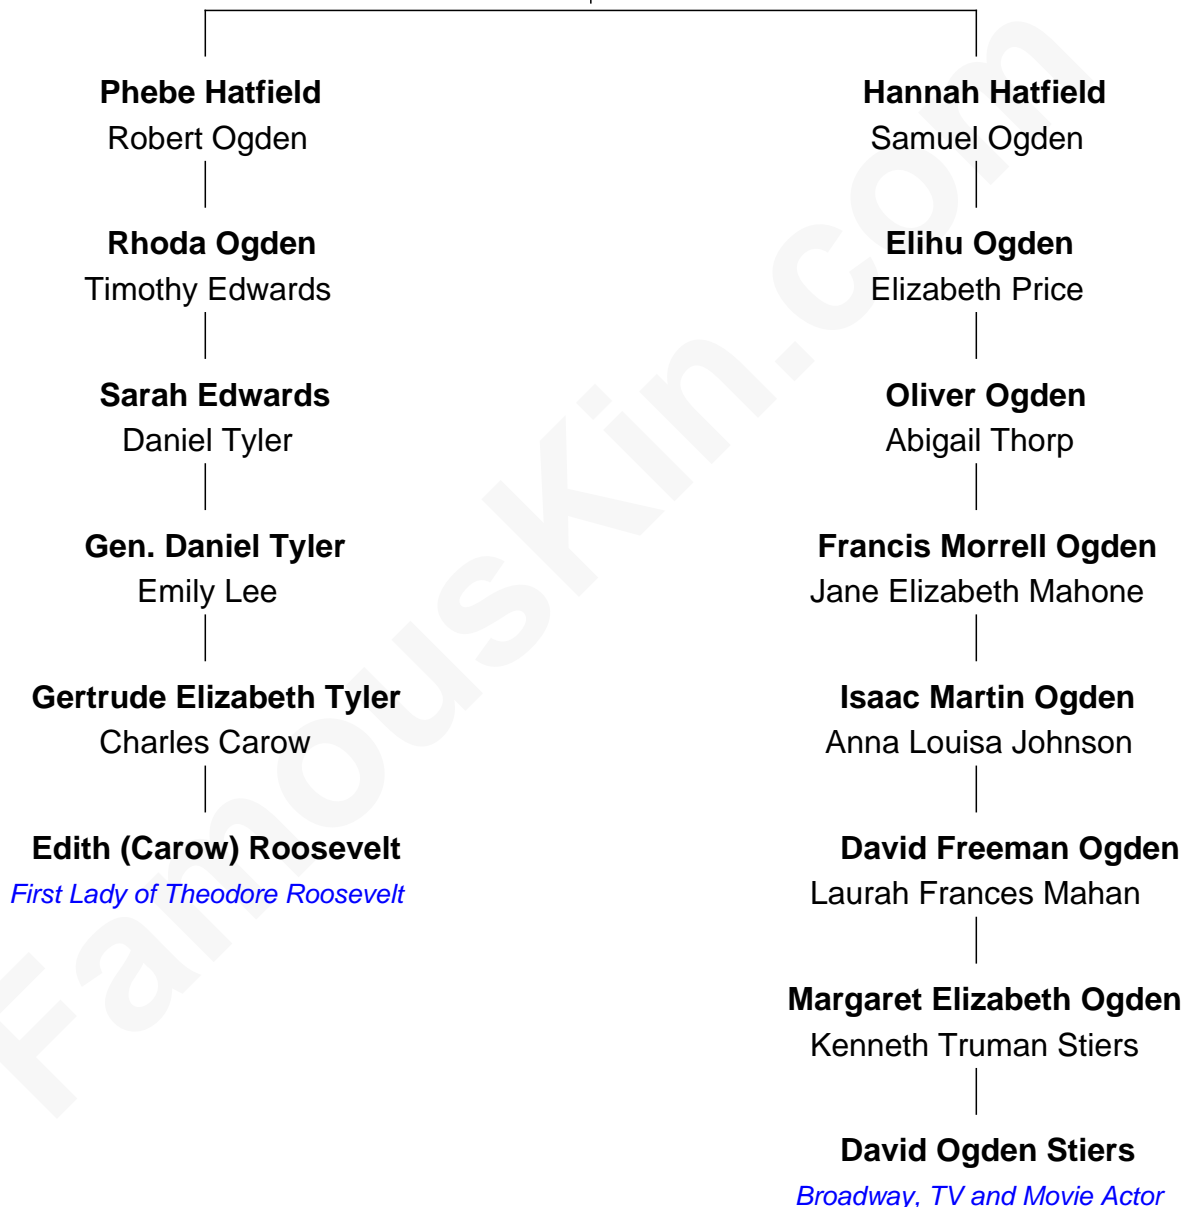 Phebe Hatfield
Robert Ogden
Rhoda Ogden
Timothy Edwards
Sarah Edwards
Daniel Tyler
Gen. Daniel Tyler
Emily Lee
Gertrude Elizabeth Tyler
Charles Carow
Edith (Carow) Roosevelt
First Lady of Theodore Roosevelt
Hannah Hatfield
Samuel Ogden
Elihu Ogden
Elizabeth Price
Oliver Ogden
Abigail Thorp
Francis Morrell Ogden
Jane Elizabeth Mahone
Isaac Martin Ogden
Anna Louisa Johnson
David Freeman Ogden
Laurah Frances Mahan
Margaret Elizabeth Ogden
Kenneth Truman Stiers
David Ogden Stiers
Broadway, TV and Movie Actor
FamousKin.com